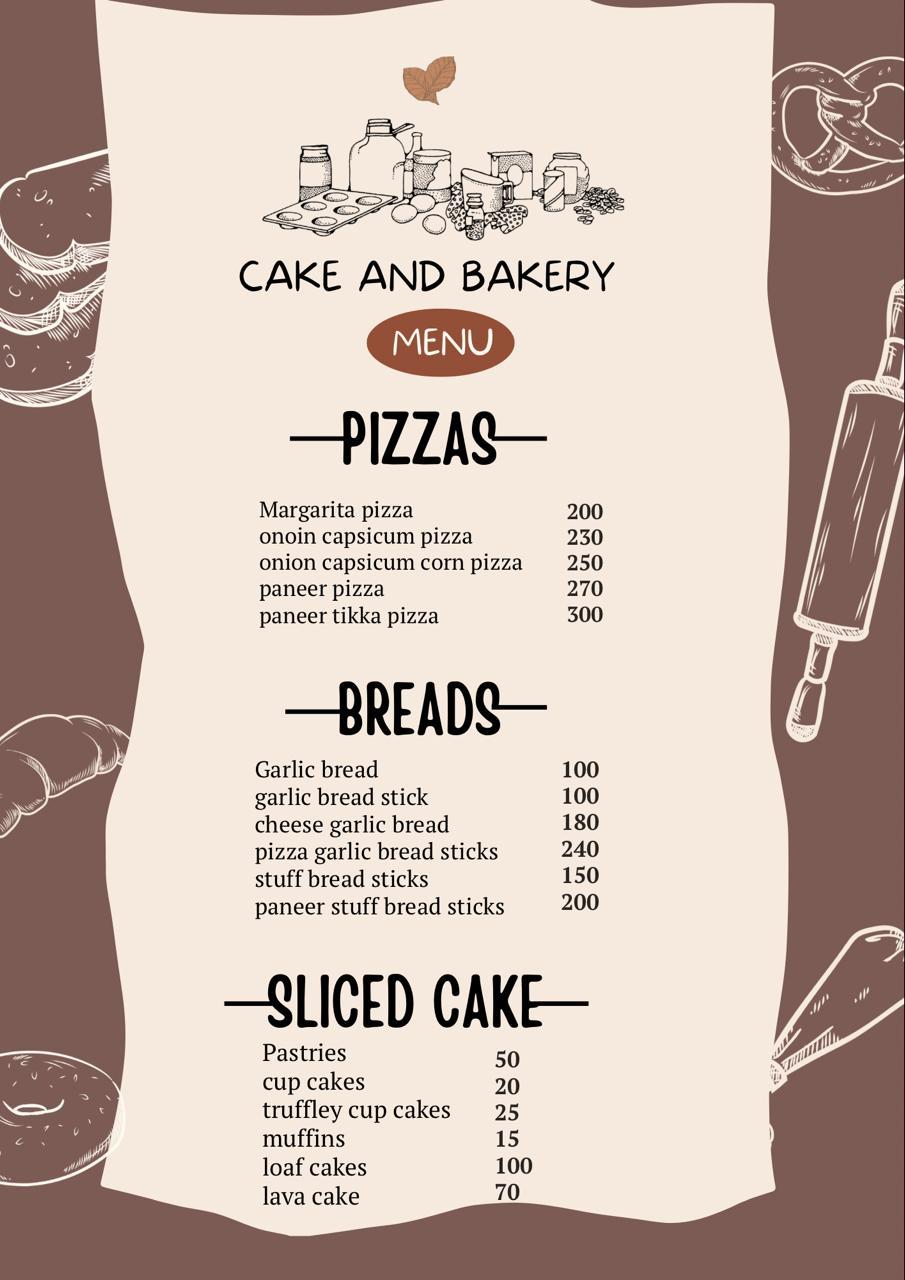 CAKE AND BAKERY
MENU
PIZZAS
Margarita pizza 200
onoin capsicum pizza 230
onion capsicum corn pizza 250
paneer pizza 270
paneer tikka pizza 300
BREADS
Garlic bread 100
garlic bread stick 100
cheese garlic bread 180
pizza garlic bread sticks 240
stuff bread sticks 150
paneer stuff bread sticks 200
SLICED CAKE
Pastries 50
cup cakes 20
truffley cup cakes 25
muffins 15
loaf cakes 100
lava cake 70